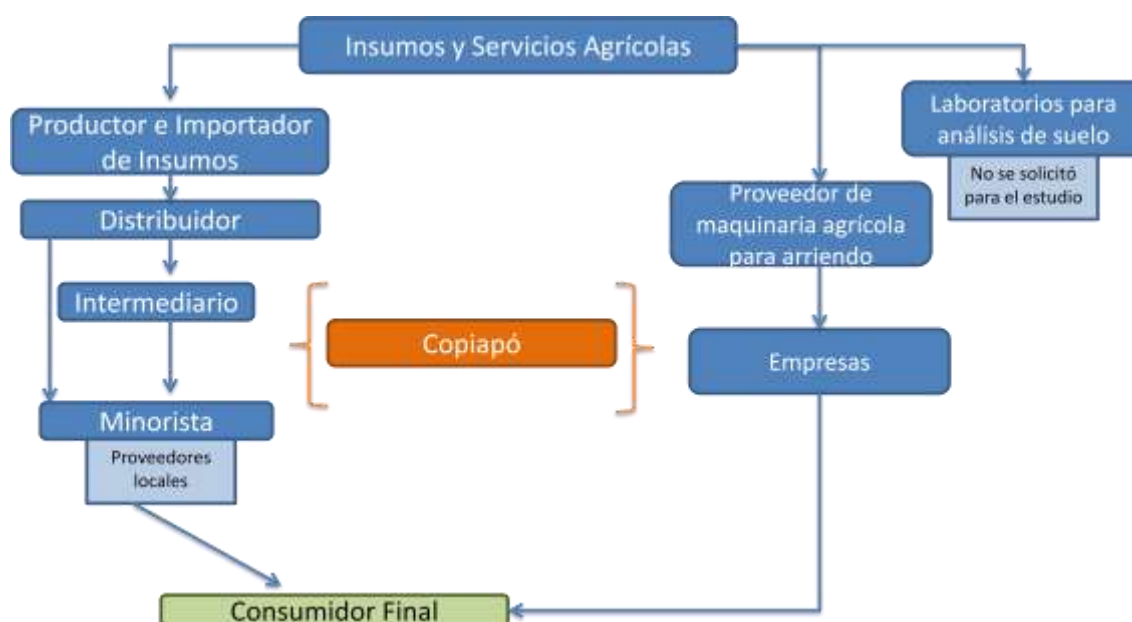 Insumos y Servicios Agrícolas
Productor e Importador
de Insumos
Distribuidor
Intermediario
Minorista
Proveedores
locales
Copiapó
Proveedor de
maquinaria agrícola
para arriendo
Empresas
Laboratorios para
análisis de suelo
No se solicitó
para el estudio
Consumidor Final